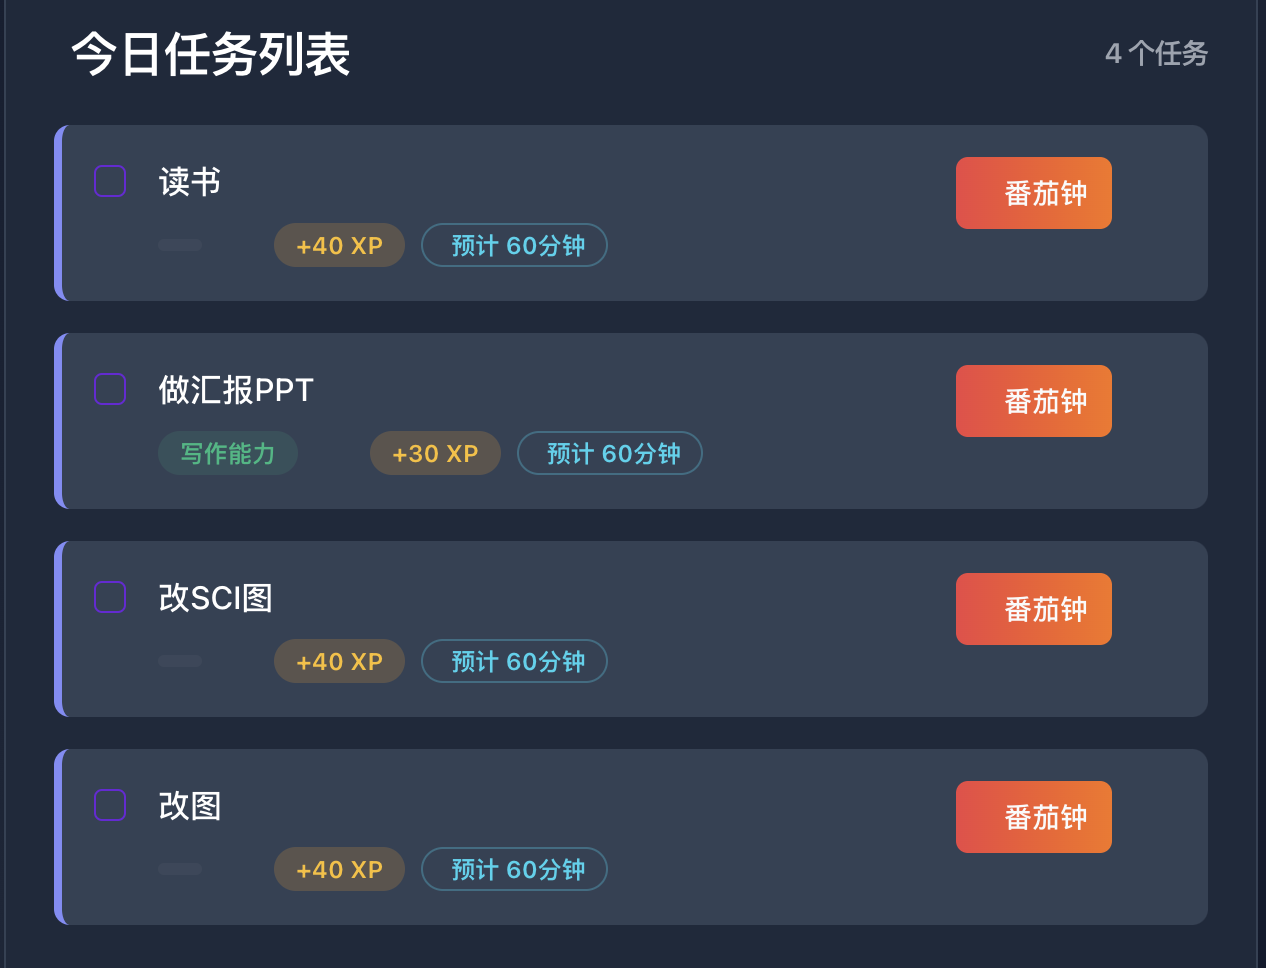 今日任务列表
4 个任务
读书
番茄钟
+40 XP
预计 60分钟
做汇报PPT
番茄钟
写作能力
+30 XP
预计 60分钟
改SCI图
番茄钟
+40 XP
预计 60分钟
改图
番茄钟
+40 XP
预计 60分钟